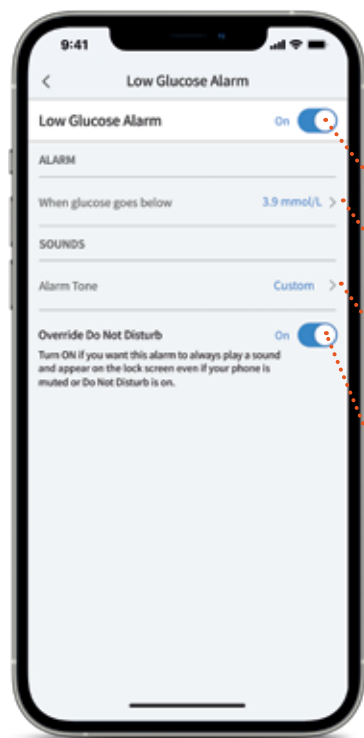 9:41
Low Glucose Alarm
Low Glucose Alarm On
ALARM
When glucose goes below 3.9 mmol/L
SOUNDS
Alarm Tone Custom
Override Do Not Disturb On
Turn ON if you want this alarm to always play a sound
and appear on the lock screen even if your phone is
muted or Do Not Disturb is on.